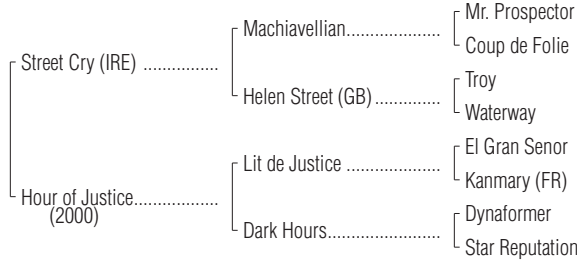 Mr. Prospector
Machiavellian.....................
Coup de Folie
Street Cry (IRE) ................
Troy
Helen Street (GB) ..............
Waterway
El Gran Senor
Lit de Justice ....................
Kanmary (FR)
Hour of Justice..................
(2000)
Dynaformer
Dark Hours........................
Star Reputation